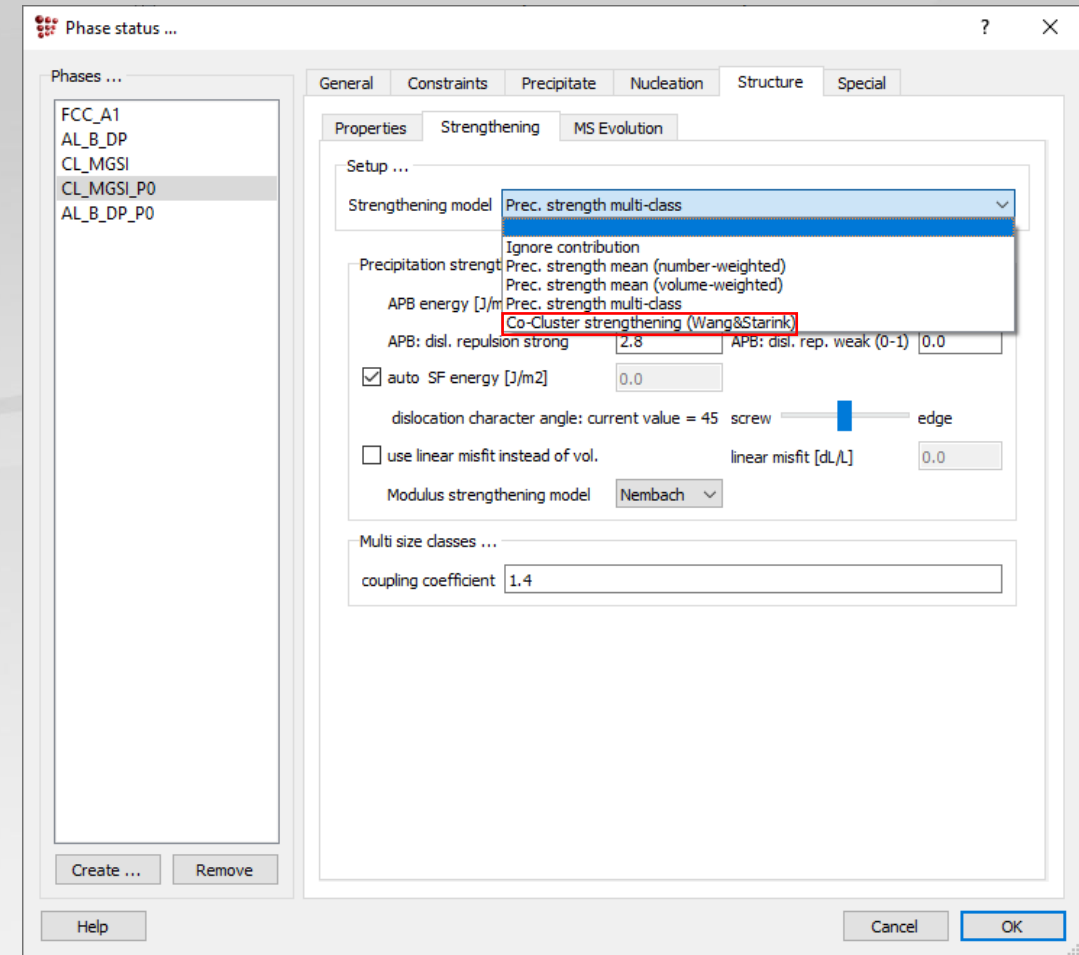 Phase status ...
?
Phases ...
FCC_A1
AL_B_DP
CL_MGSI
CL_MGSI_P0
AL_B_DP_P0
Create ...
Remove
General
Constraints
Precipitate
Nucleation
Structure
Special
Properties
Strengthening
MS Evolution
Setup ...
Strengthening model
Prec. strength multi-class
Ignore contribution
Prec. strength mean (number-weighted)
Prec. strength mean (volume-weighted)
Prec. strength multi-class
Co-Cluster strengthening (Wang&Starink)
Precipitation strengt
APB energy [J/m
APB: disl. repulsion strong
2.8
APB: disl. rep. weak (0-1)
0.0
auto SF energy [J/m2]
0.0
dislocation character angle: current value = 45
screw
edge
use linear misfit instead of vol.
linear misfit [dL/L]
0.0
Modulus strengthening model
Nembach
Multi size classes ...
coupling coefficient
1.4
Help
Cancel
OK